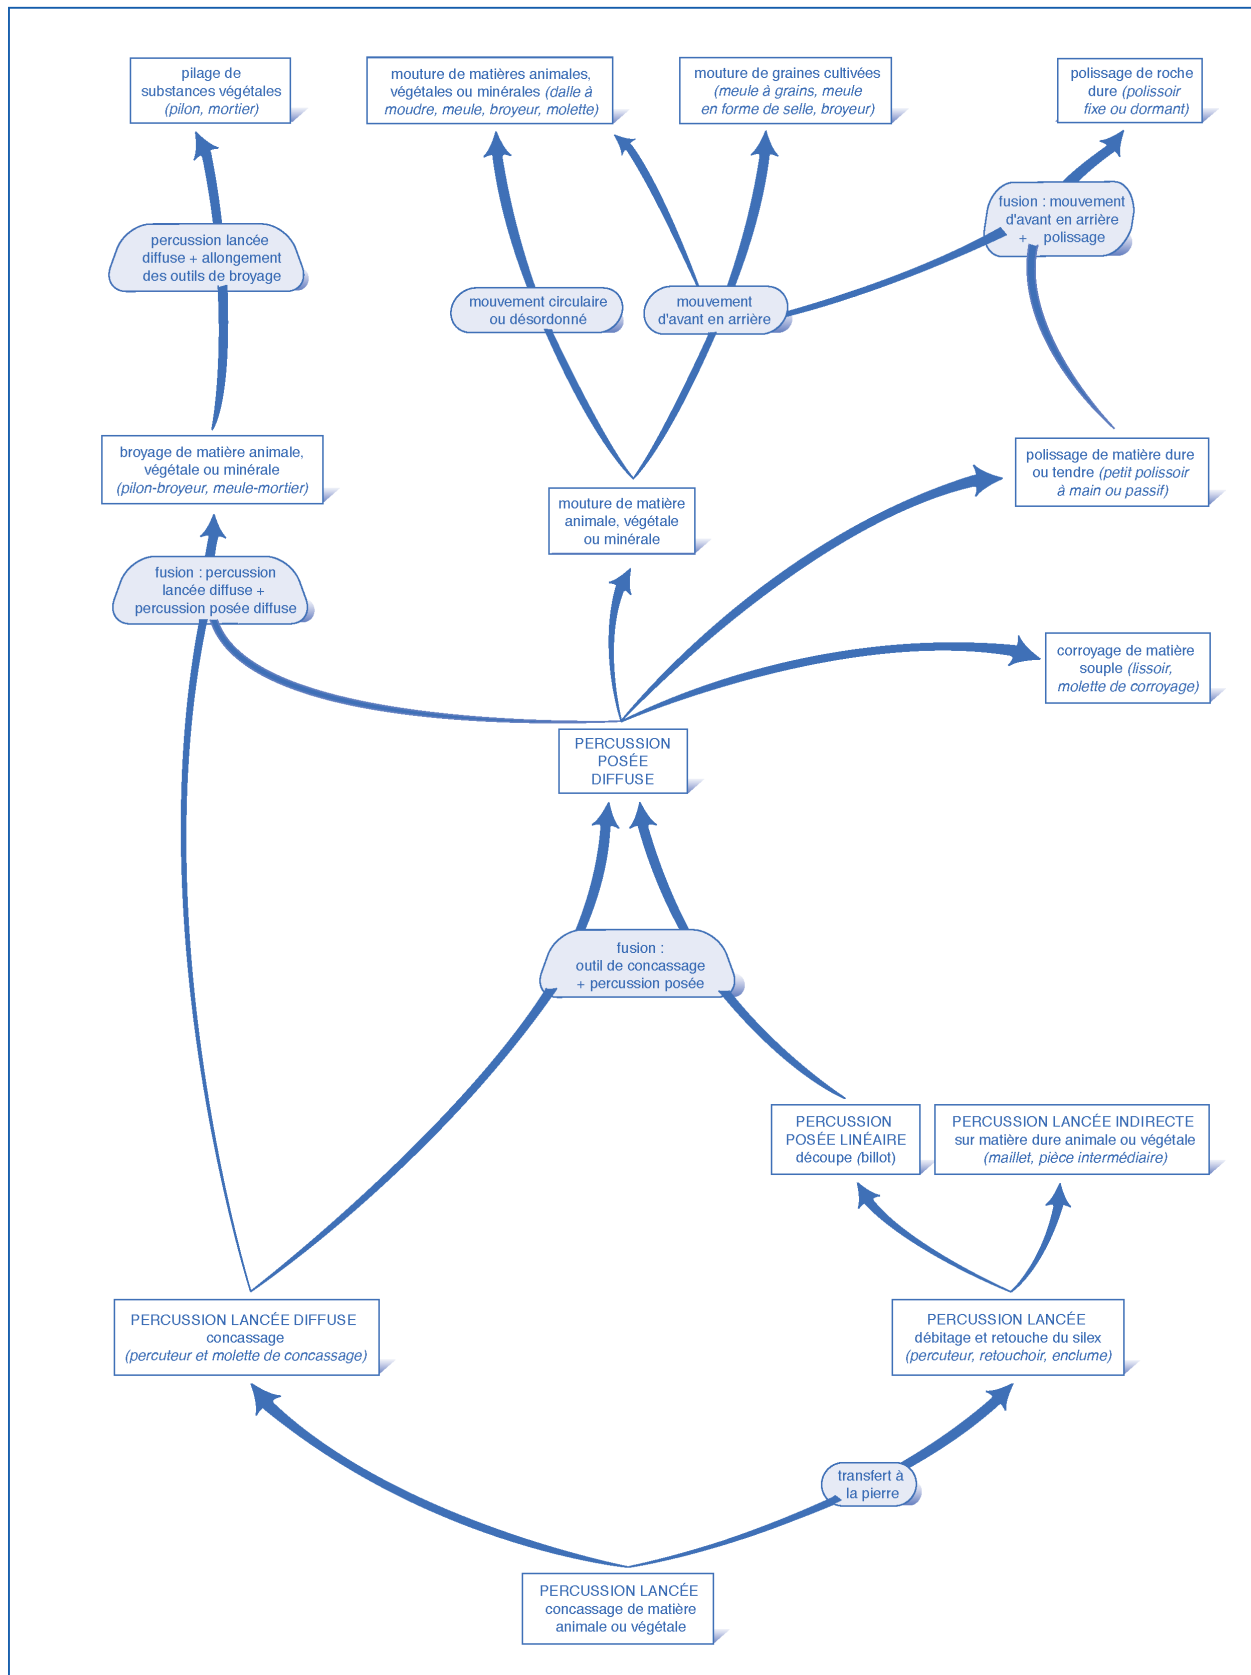 pilage de
substances végétales
(pilon, mortier)
mouture de matières animales,
végétales ou minérales (dalle à
moudre, meule, broyeur, molette)
mouture de graines cultivées
(meule à grains, meule
en forme de selle, broyeur)
polissage de roche
dure (polissoir
fixe ou dormant)
percussion lancée
diffuse + allongement
des outils de broyage
mouvement circulaire
ou désordonné
mouvement
d'avant en arrière
fusion : mouvement
d'avant en arrière
+ polissage
broyage de matière animale,
végétale ou minérale
(pilon-broyeur, meule-mortier)
mouture de matière
animale, végétale
ou minérale
polissage de matière dure
ou tendre (petit polissoir
à main ou passif)
fusion : percussion
lancée diffuse +
percussion posée diffuse
corroyage de matière
souple (lissoir,
molette de corroyage)
PERCUSSION
POSÉE
DIFFUSE
fusion :
outil de concassage
+ percussion posée
PERCUSSION
POSÉE LINÉAIRE
découpe (billot)
PERCUSSION LANCÉE INDIRECTE
sur matière dure animale ou végétale
(maillet, pièce intermédiaire)
PERCUSSION LANCÉE DIFFUSE
concassage
(percuteur et molette de concassage)
PERCUSSION LANCÉE
débitage et retouche du silex
(percuteur, retouchoir, enclume)
transfert à
la pierre
PERCUSSION LANCÉE
concassage de matière
animale ou végétale